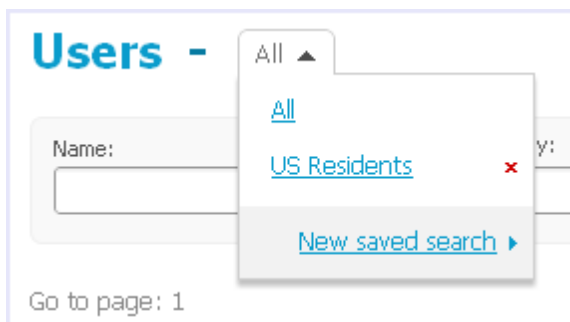 Users - All ▲
All
Name: y:
US Residents ×
New saved search ▸
Go to page: 1